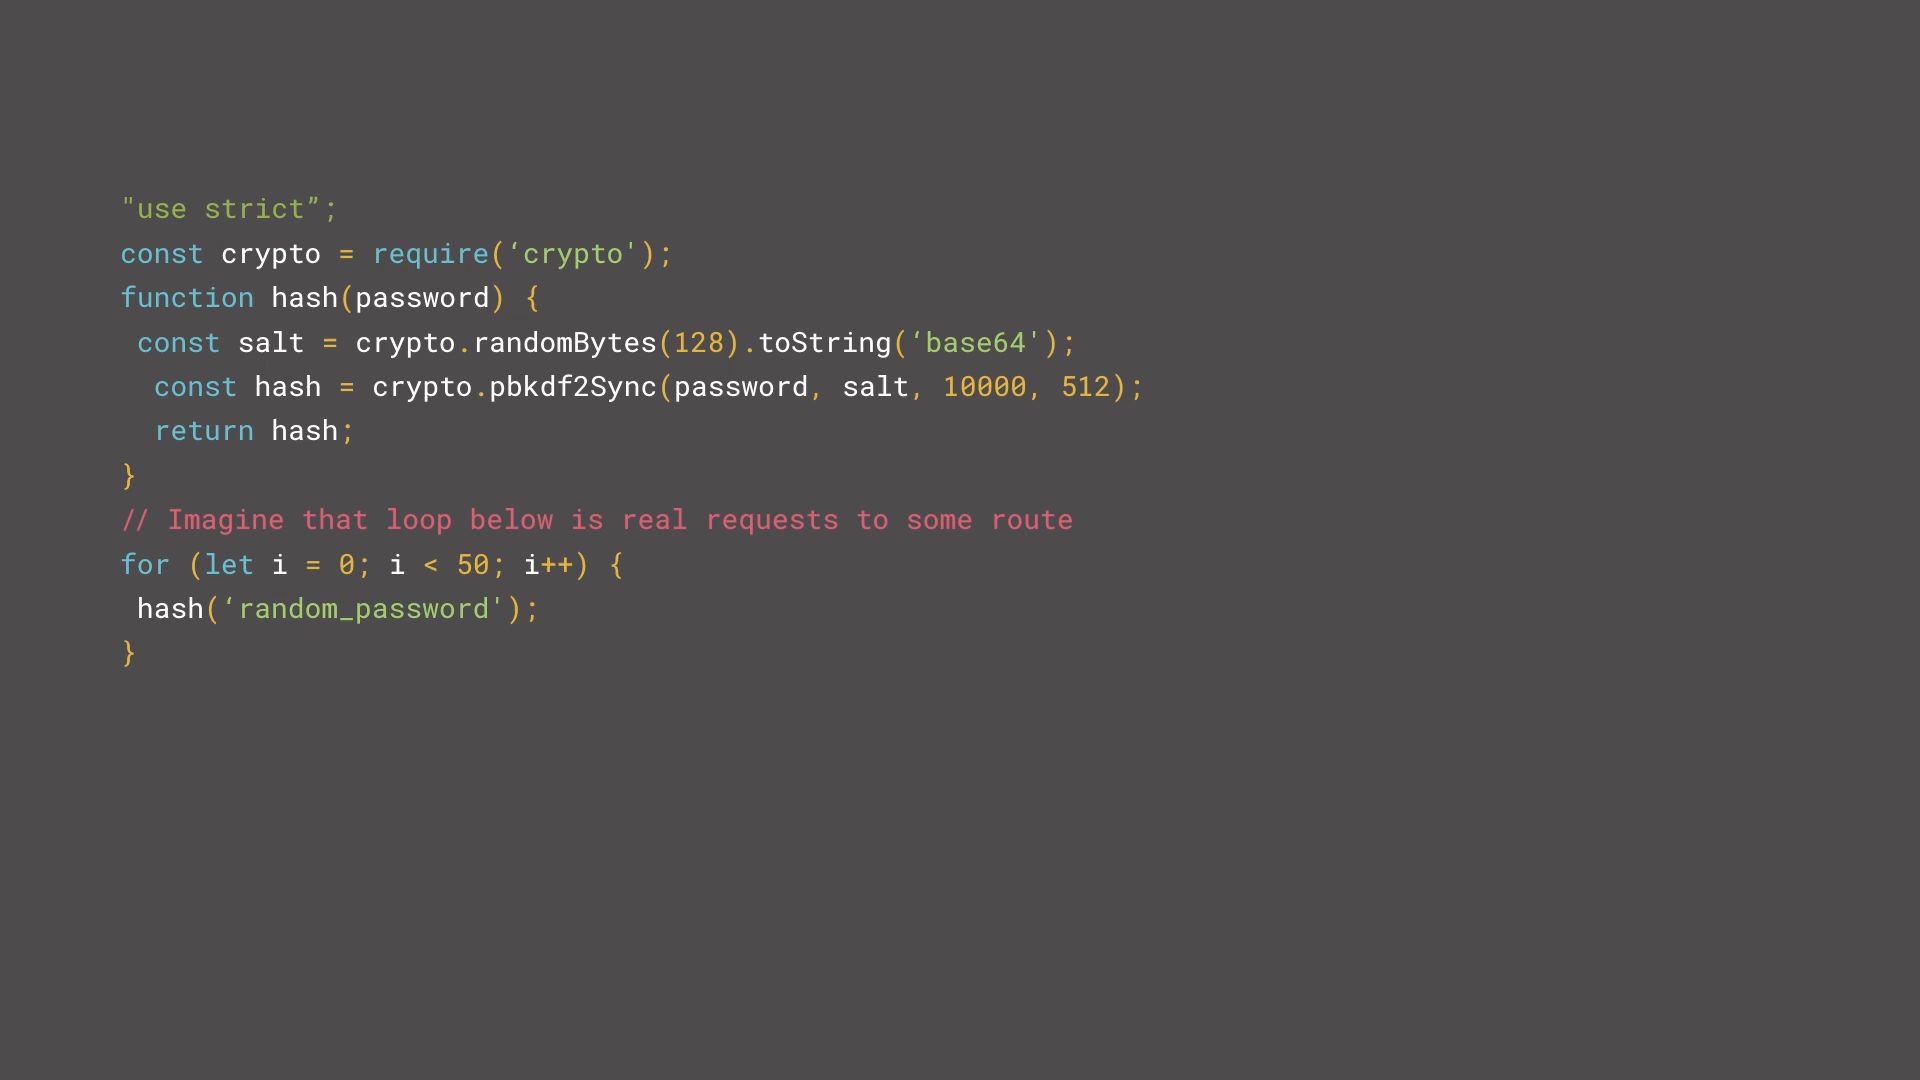 "use strict”;
const crypto = require(‘crypto');
function hash(password) {
 const salt = crypto.randomBytes(128).toString(‘base64');
  const hash = crypto.pbkdf2Sync(password, salt, 10000, 512);
  return hash;
}
// Imagine that loop below is real requests to some route
for (let i = 0; i < 50; i++) {
 hash(‘random_password');
}